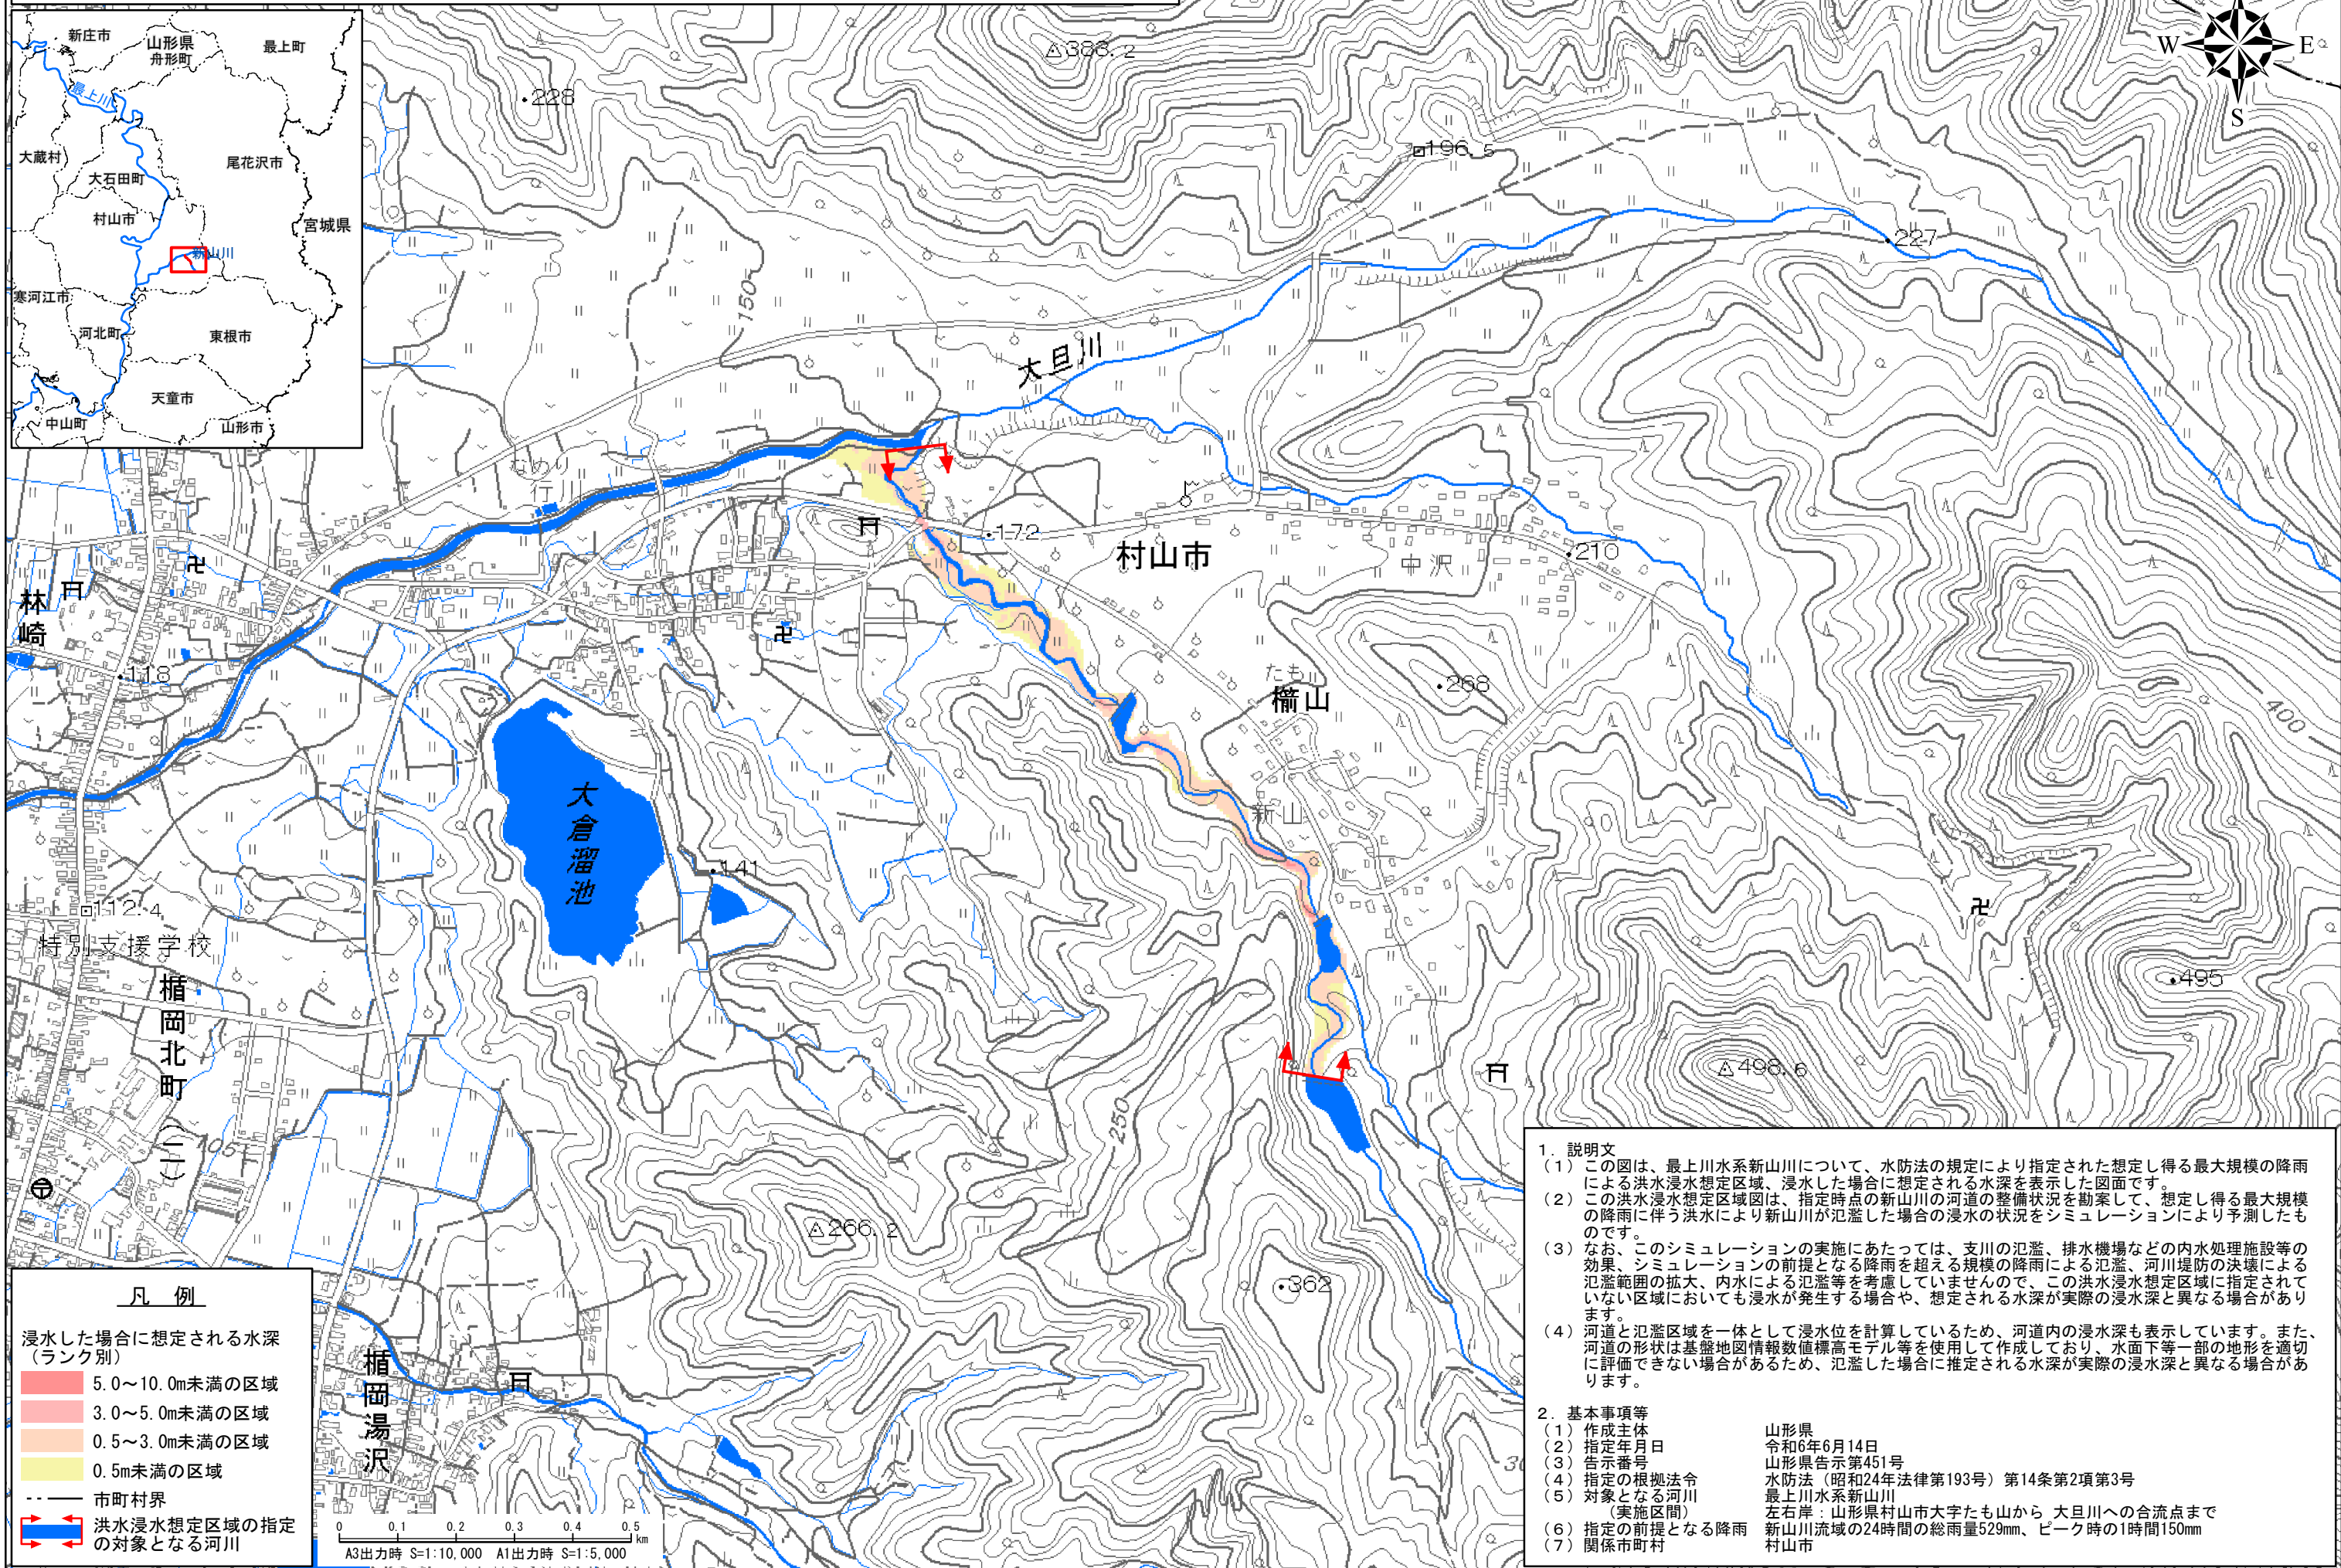 新庄市
山形県
舟形町
最上町
最上川
大蔵村
大石田町
尾花沢市
村山市
宮城県
新山川
寒河江市
河北町
東根市
天童市
中山町
山形市
W
E
S
383.2
228
196.5
227
150
大旦川
なめり
行川
172
村山市
中沢
210
林崎
118
たも
櫤山
268
新山
400
大倉溜池
141
112.4
特別支援学校
楯岡北町(二)
105
495
498.6
250
266.2
362
楯岡湯沢
凡 例
浸水した場合に想定される水深
（ランク別）
5.0～10.0m未満の区域
3.0～5.0m未満の区域
0.5～3.0m未満の区域
0.5m未満の区域
市町村界
洪水浸水想定区域の指定
の対象となる河川
0 0.1 0.2 0.3 0.4 0.5
km
A3出力時 S=1:10,000 A1出力時 S=1:5,000
1．説明文
（1）この図は、最上川水系新山川について、水防法の規定により指定された想定し得る最大規模の降雨
による洪水浸水想定区域、浸水した場合に想定される水深を表示した図面です。
（2）この洪水浸水想定区域図は、指定時点の新山川の河道の整備状況を勘案して、想定し得る最大規模
の降雨に伴う洪水により新山川が氾濫した場合の浸水の状況をシミュレーションにより予測したも
のです。
（3）なお、このシミュレーションの実施にあたっては、支川の氾濫、排水機場などの内水処理施設等の
効果、シミュレーションの前提となる降雨を超える規模の降雨による氾濫、河川堤防の決壊による
氾濫範囲の拡大、内水による氾濫等を考慮していませんので、この洪水浸水想定区域に指定されて
いない区域においても浸水が発生する場合や、想定される水深が実際の浸水深と異なる場合があり
ます。
（4）河道と氾濫区域を一体として浸水位を計算しているため、河道内の浸水深も表示しています。また、
河道の形状は基盤地図情報数値標高モデル等を使用して作成しており、水面下等一部の地形を適切
に評価できない場合があるため、氾濫した場合に推定される水深が実際の浸水深と異なる場合があ
ります。
2．基本事項等
（1）作成主体 山形県
（2）指定年月日 令和6年6月14日
（3）告示番号 山形県告示第451号
（4）指定の根拠法令 水防法（昭和24年法律第193号）第14条第2項第3号
（5）対象となる河川 最上川水系新山川
（実施区間） 左右岸：山形県村山市大字たも山から 大旦川への合流点まで
（6）指定の前提となる降雨 新山川流域の24時間の総雨量529mm、ピーク時の1時間150mm
（7）関係市町村 村山市